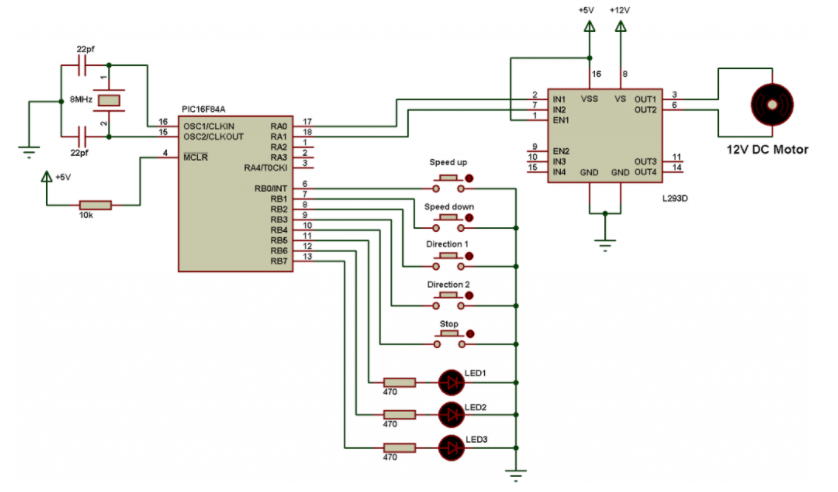 +5V
+12V
22pf
8MHz
1
2
22pf
PIC16F84A
16 OSC1/CLKIN
15 OSC2/CLKOUT
4 MCLR
RA0 17
RA1 18
RA2 1
RA3 2
RA4/T0CKI 3
RB0/INT 6
RB1 7
RB2 8
RB3 9
RB4 10
RB5 11
RB6 12
RB7 13
+5V
10k
16
8
VSS
VS
2 IN1
7 IN2
1 EN1
9 EN2
10 IN3
15 IN4
OUT1 3
OUT2 6
OUT3 11
OUT4 14
GND
GND
L293D
12V DC Motor
Speed up
Speed down
Direction 1
Direction 2
Stop
LED1
470
LED2
470
LED3
470